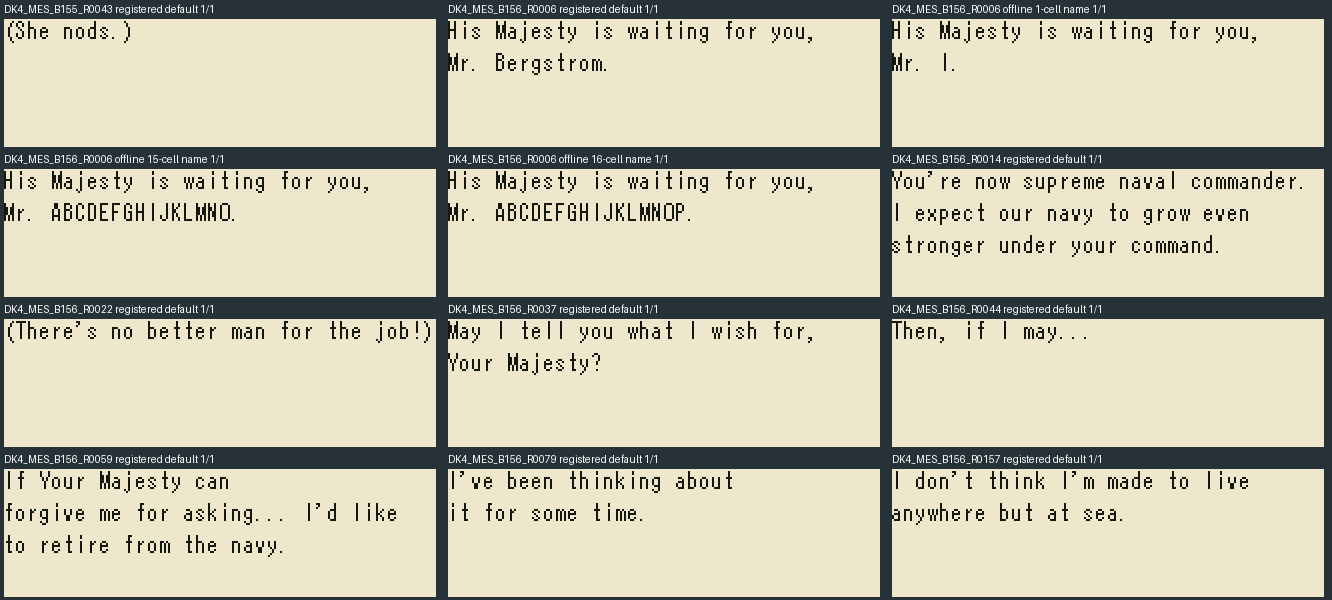 DK4_MES_B155_R0043 registered default 1/1
(She nods.)
DK4_MES_B156_R0006 registered default 1/1
His Majesty is waiting for you,
Mr. Bergstrom.
DK4_MES_B156_R0006 offline 1-cell name 1/1
His Majesty is waiting for you,
Mr. I.
DK4_MES_B156_R0006 offline 15-cell name 1/1
His Majesty is waiting for you,
Mr. ABCDEFGHIJKLMNO.
DK4_MES_B156_R0006 offline 16-cell name 1/1
His Majesty is waiting for you,
Mr. ABCDEFGHIJKLMNOP.
DK4_MES_B156_R0014 registered default 1/1
You're now supreme naval commander.
I expect our navy to grow even
stronger under your command.
DK4_MES_B156_R0022 registered default 1/1
(There's no better man for the job!)
DK4_MES_B156_R0037 registered default 1/1
May I tell you what I wish for,
Your Majesty?
DK4_MES_B156_R0044 registered default 1/1
Then, if I may...
DK4_MES_B156_R0059 registered default 1/1
If Your Majesty can
forgive me for asking... I'd like
to retire from the navy.
DK4_MES_B156_R0079 registered default 1/1
I've been thinking about
it for some time.
DK4_MES_B156_R0157 registered default 1/1
I don't think I'm made to live
anywhere but at sea.